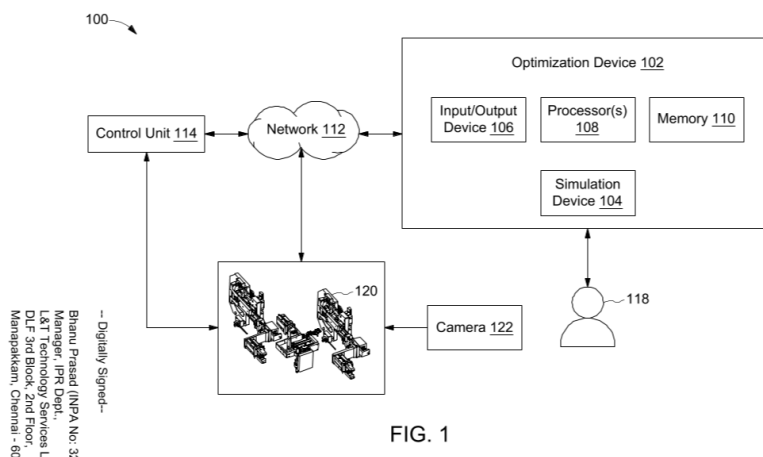 100
Optimization Device 102
Input/Output
Device 106
Processor(s)
108
Memory 110
Simulation
Device 104
Control Unit 114
Network 112
120
Camera 122
118
FIG. 1
-- Digitally Signed--
Bhanu Prasad (INPA No: 32
Manager, IPR Dept.,
L&T Technology Services L
DLF 3rd Block, 2nd Floor,
Manapakkam, Chennai - 60